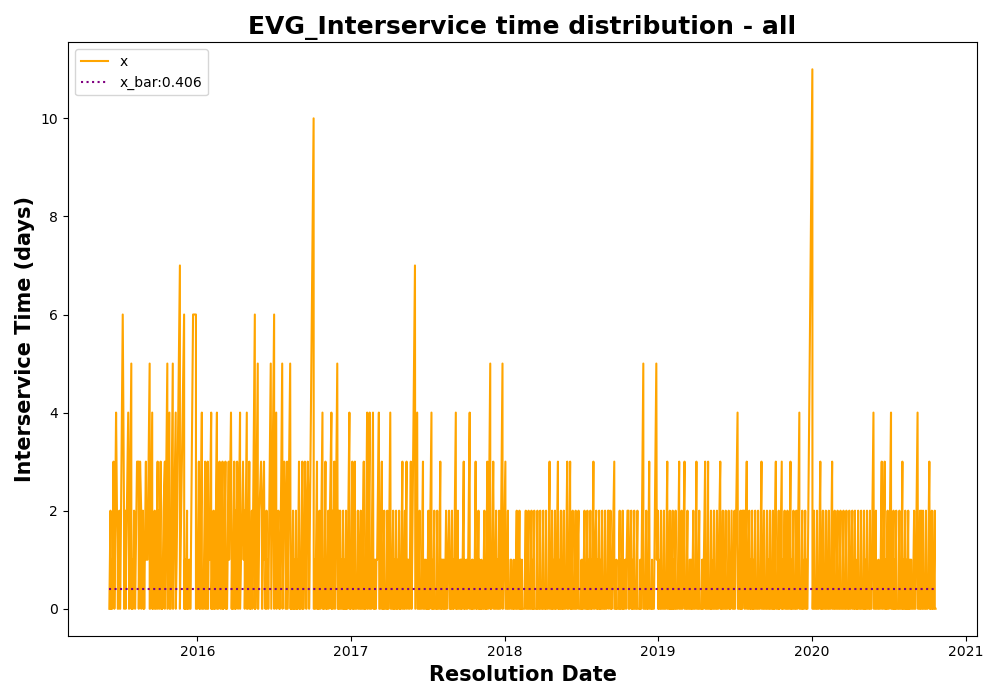 EVG_Interservice time distribution - all
x
x_bar:0.406
Interservice Time (days)
10
8
6
4
2
0
2016
2017
2018
2019
2020
2021
Resolution Date